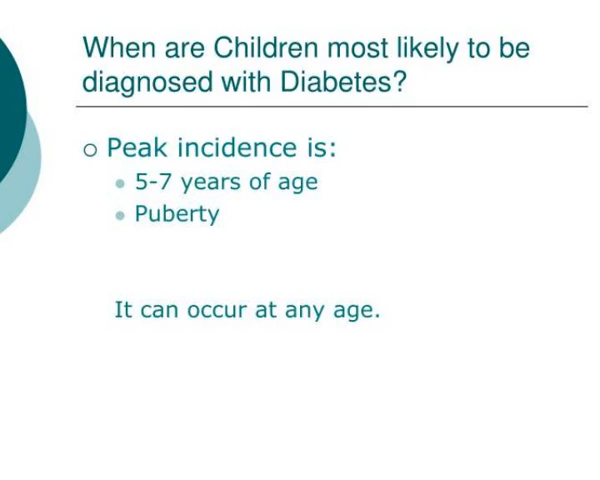 When are Children most likely to be
diagnosed with Diabetes?
Peak incidence is:
5-7 years of age
Puberty
It can occur at any age.